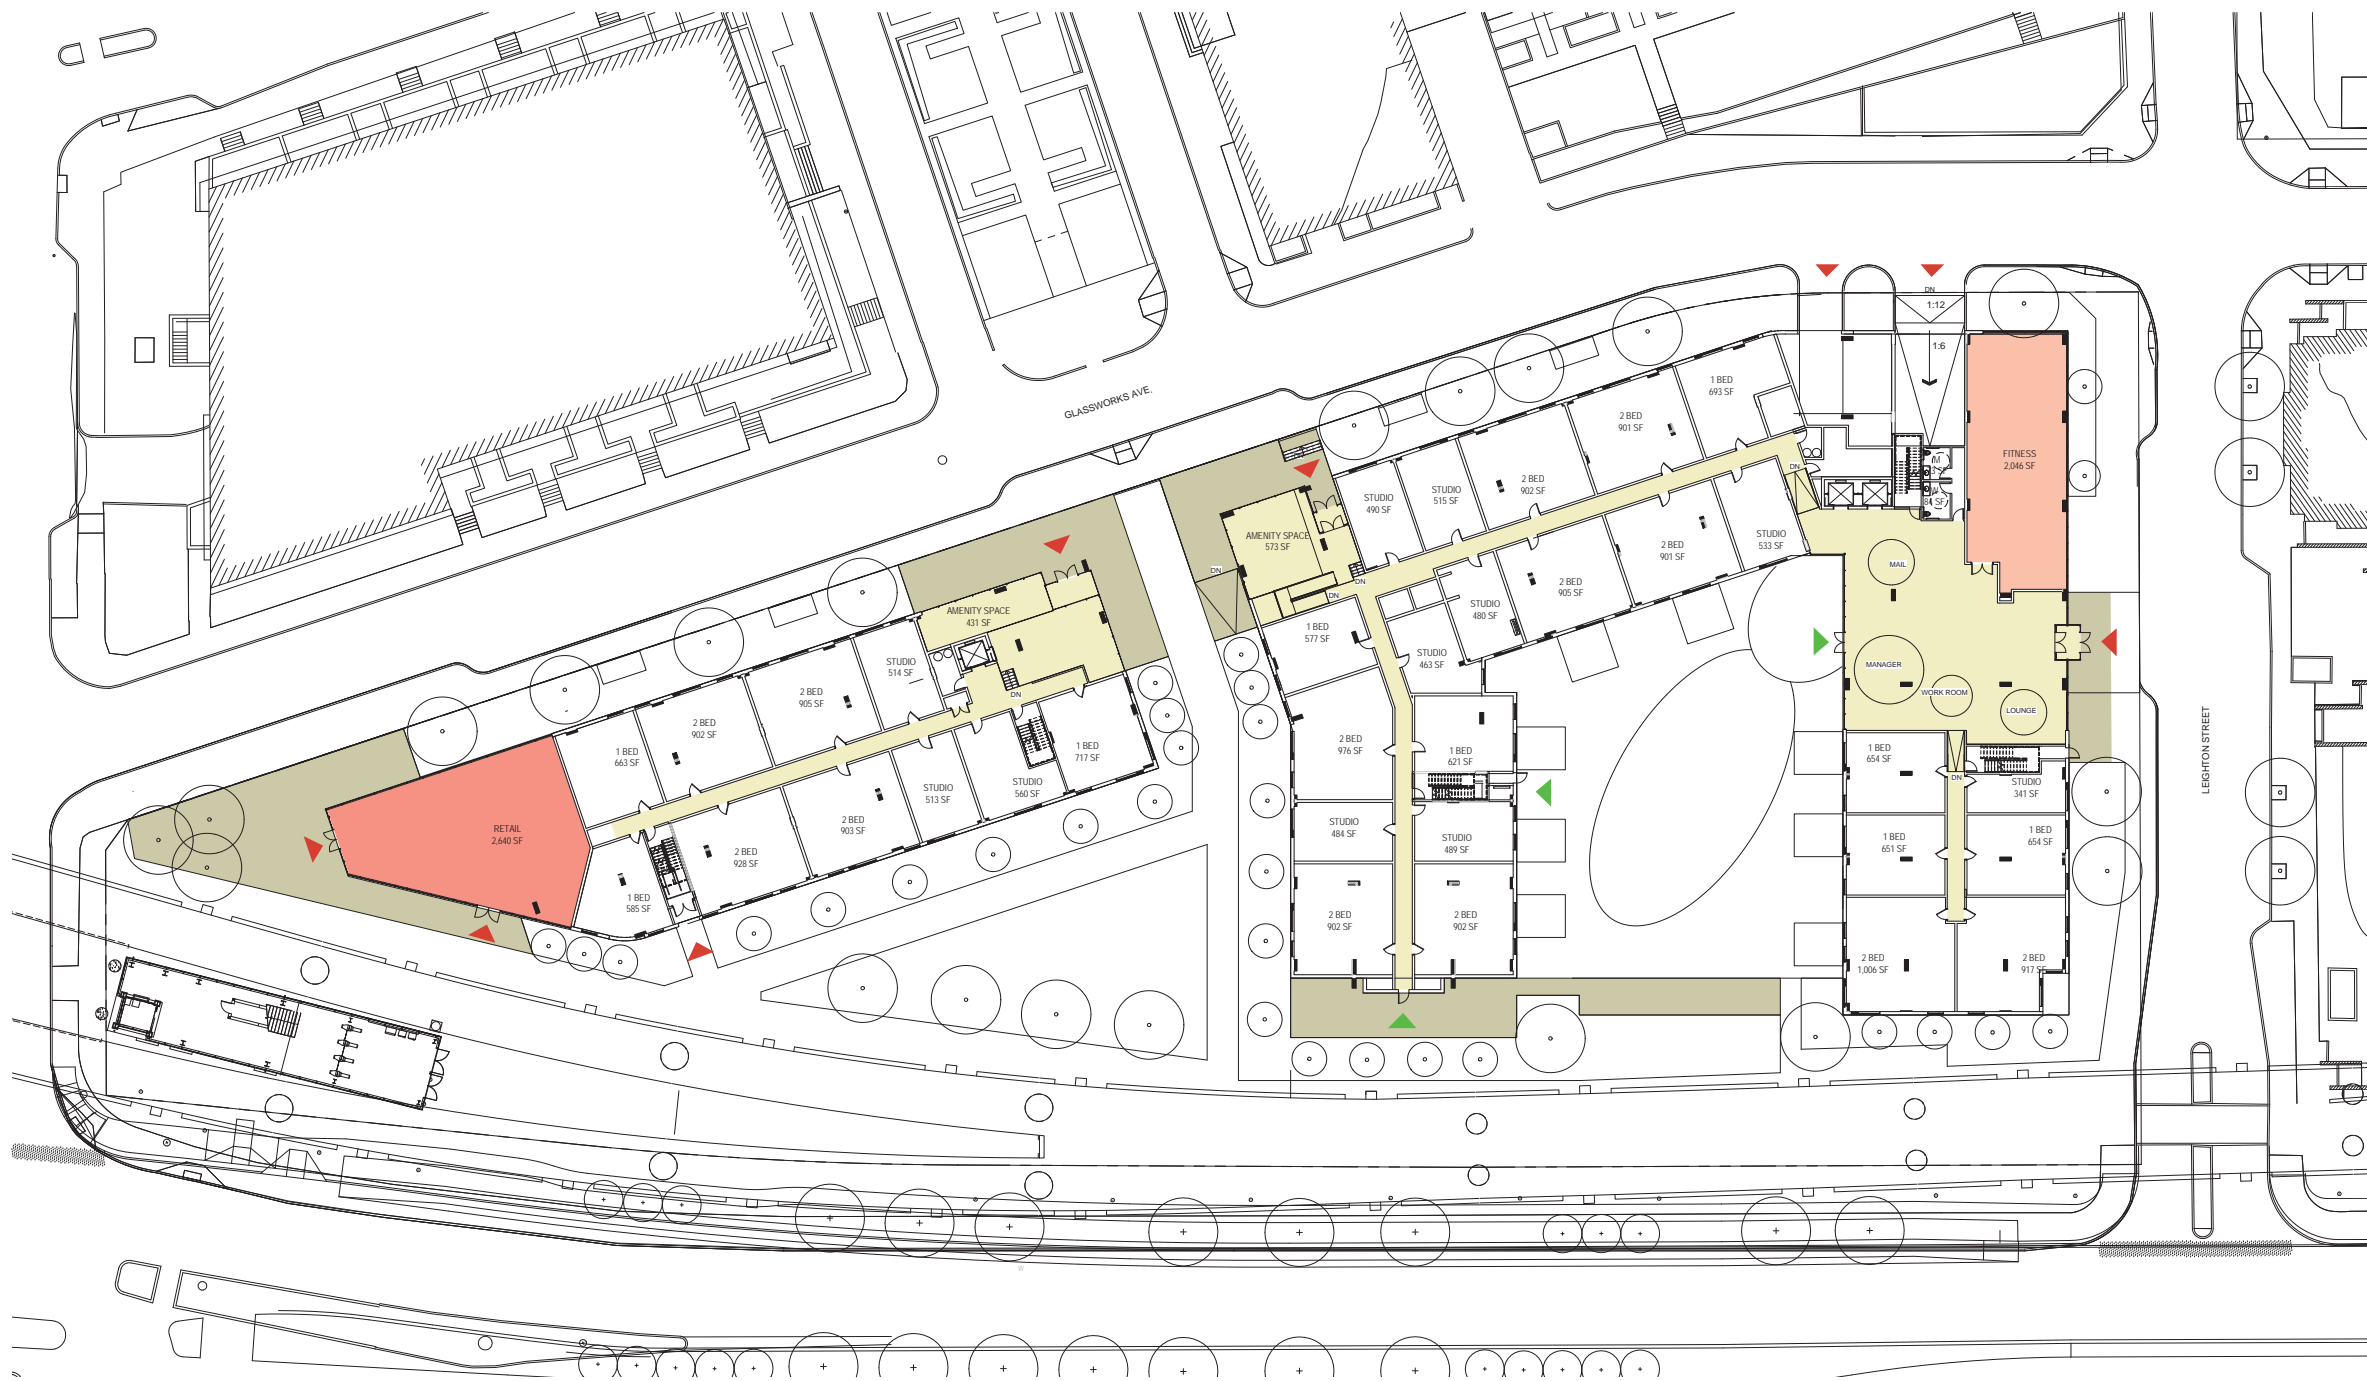 GLASSWORKS AVE.
LEIGHTON STREET
DN
1:12
1:6
FITNESS
2,046 SF
1 BED
693 SF
2 BED
901 SF
2 BED
902 SF
STUDIO
515 SF
STUDIO
490 SF
AMENITY SPACE
573 SF
DN
DN
DN
DN
STUDIO
533 SF
2 BED
901 SF
2 BED
905 SF
STUDIO
480 SF
STUDIO
463 SF
1 BED
577 SF
2 BED
976 SF
1 BED
621 SF
STUDIO
484 SF
STUDIO
489 SF
2 BED
902 SF
2 BED
902 SF
MAIL
MANAGER
WORK ROOM
LOUNGE
84 SF
1 BED
654 SF
DN
STUDIO
341 SF
1 BED
651 SF
1 BED
654 SF
2 BED
1,006 SF
2 BED
917 SF
AMENITY SPACE
431 SF
STUDIO
514 SF
DN
2 BED
905 SF
2 BED
902 SF
1 BED
663 SF
RETAIL
2,640 SF
1 BED
717 SF
STUDIO
560 SF
STUDIO
513 SF
2 BED
903 SF
2 BED
928 SF
1 BED
585 SF